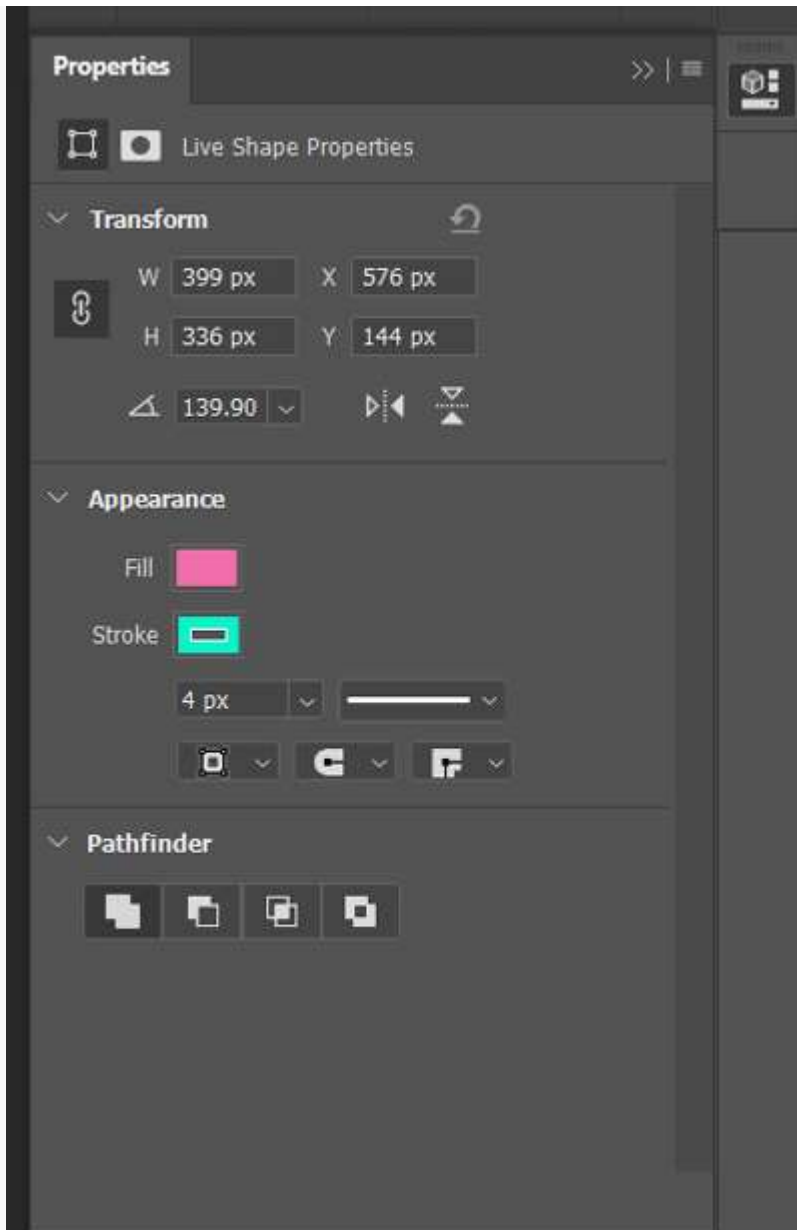 Properties
Live Shape Properties
Transform
W 399 px X 576 px
H 336 px Y 144 px
139.90
Appearance
Fill
Stroke
4 px
Pathfinder